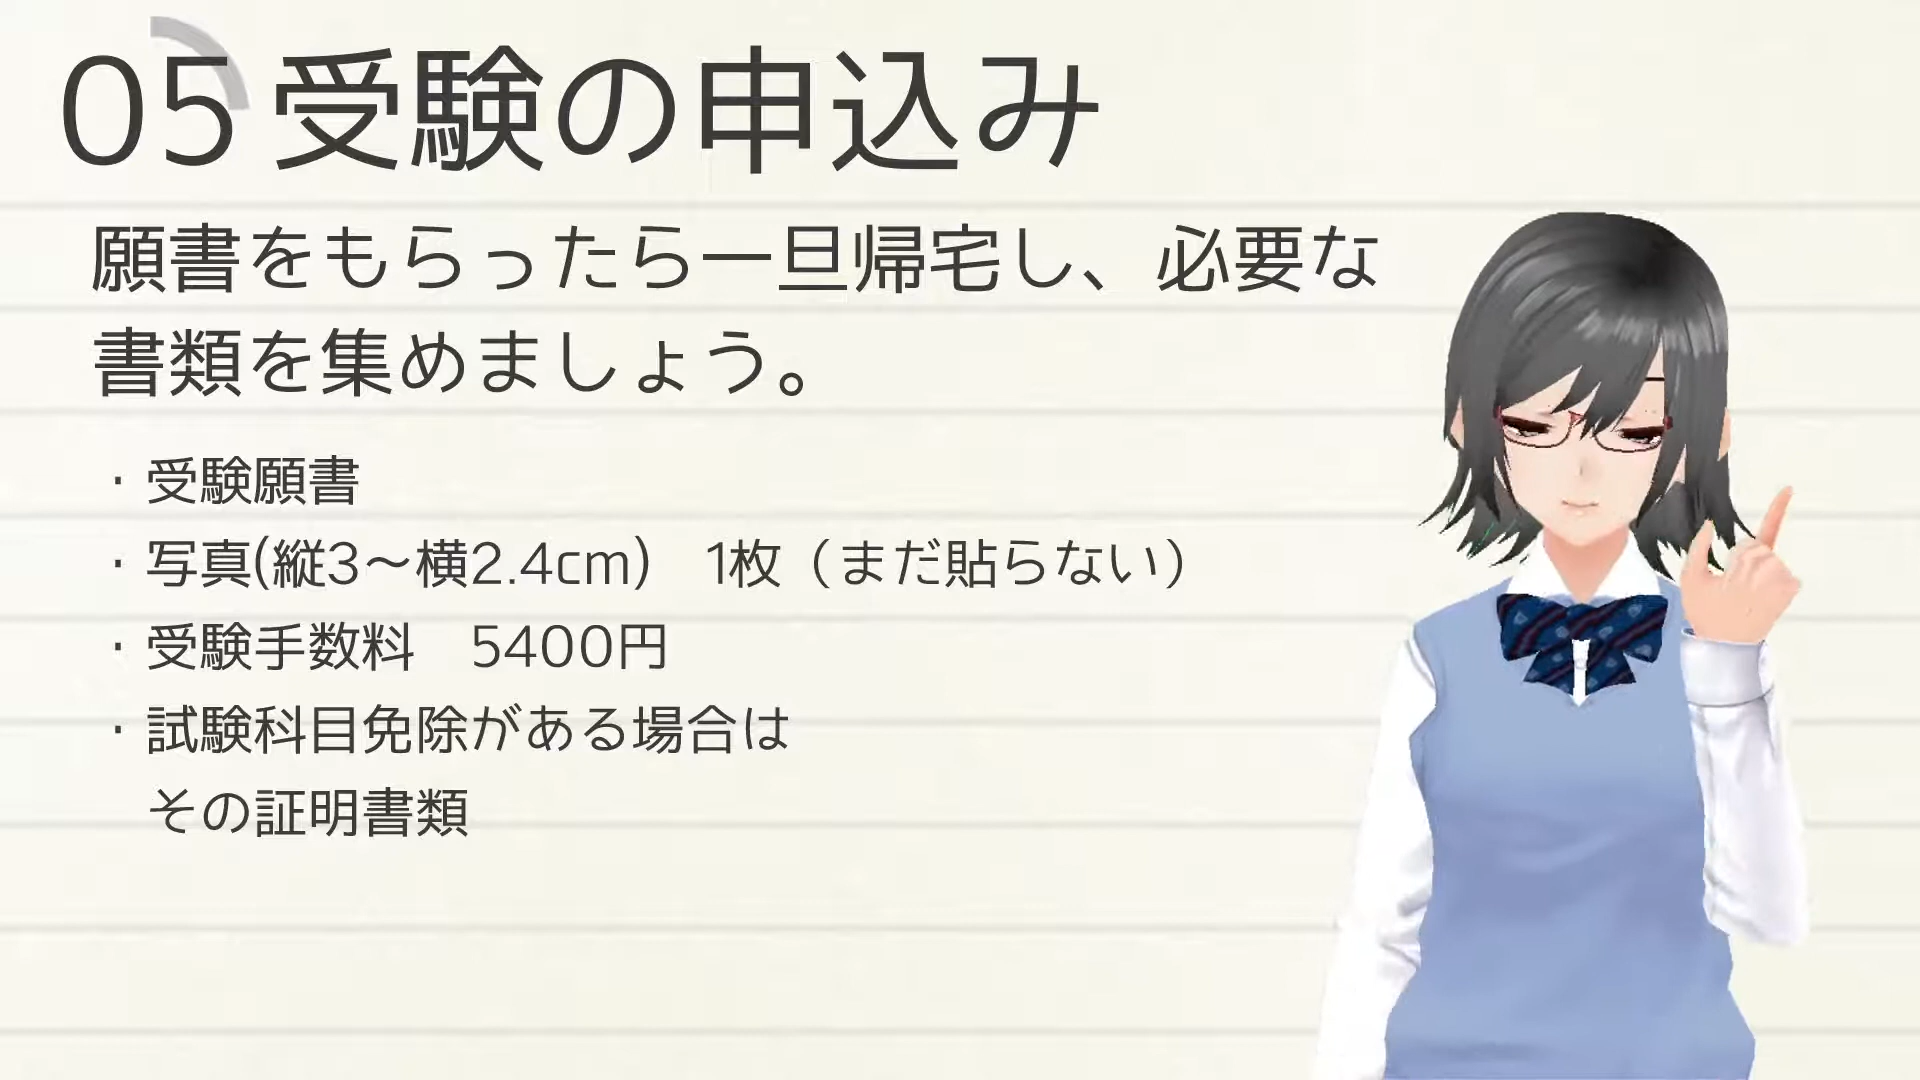 05 受験の申込み
願書をもらったら一旦帰宅し、必要な
書類を集めましょう。
・受験願書
・写真(縦3〜横2.4cm)　1枚（まだ貼らない）
・受験手数料　5400円
・試験科目免除がある場合は
その証明書類